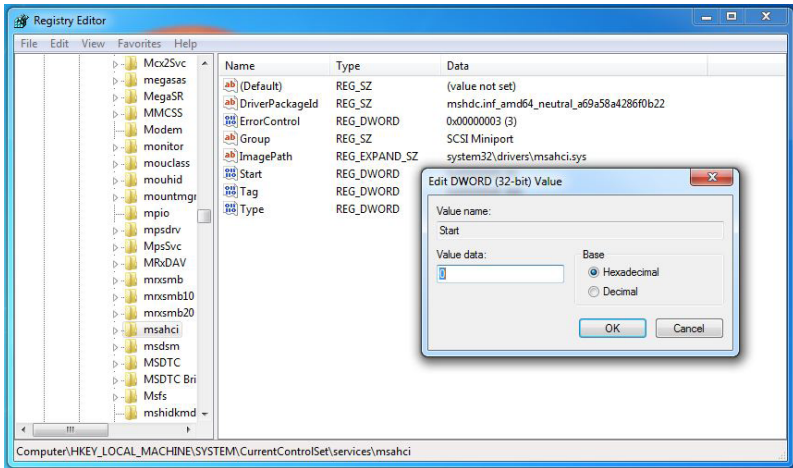 Registry Editor
File Edit View Favorites Help
Mcx2Svc
megasas
MegaSR
MMCSS
Modem
monitor
mouclass
mouhid
mountmgr
mpio
mpsdrv
MpsSvc
MRxDAV
mrxsmb
mrxsmb10
mrxsmb20
msahci
msdsm
MSDTC
MSDTC Bri
Msfs
mshidkmd
Name Type Data
(Default) REG_SZ (value not set)
DriverPackageId REG_SZ mshdc.inf_amd64_neutral_a69a58a4286f0b22
ErrorControl REG_DWORD 0x00000003 (3)
Group REG_SZ SCSI Miniport
ImagePath REG_EXPAND_SZ system32\drivers\msahci.sys
Start REG_DWORD
Tag REG_DWORD
Type REG_DWORD
Edit DWORD (32-bit) Value
Value name:
Start
Value data:
0
Base
Hexadecimal
Decimal
OK Cancel
Computer\HKEY_LOCAL_MACHINE\SYSTEM\CurrentControlSet\services\msahci